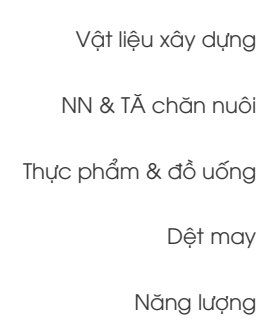 Vật liệu xây dựng
NN & TĂ chăn nuôi
Thực phẩm & đồ uống
Dệt may
Năng lượng